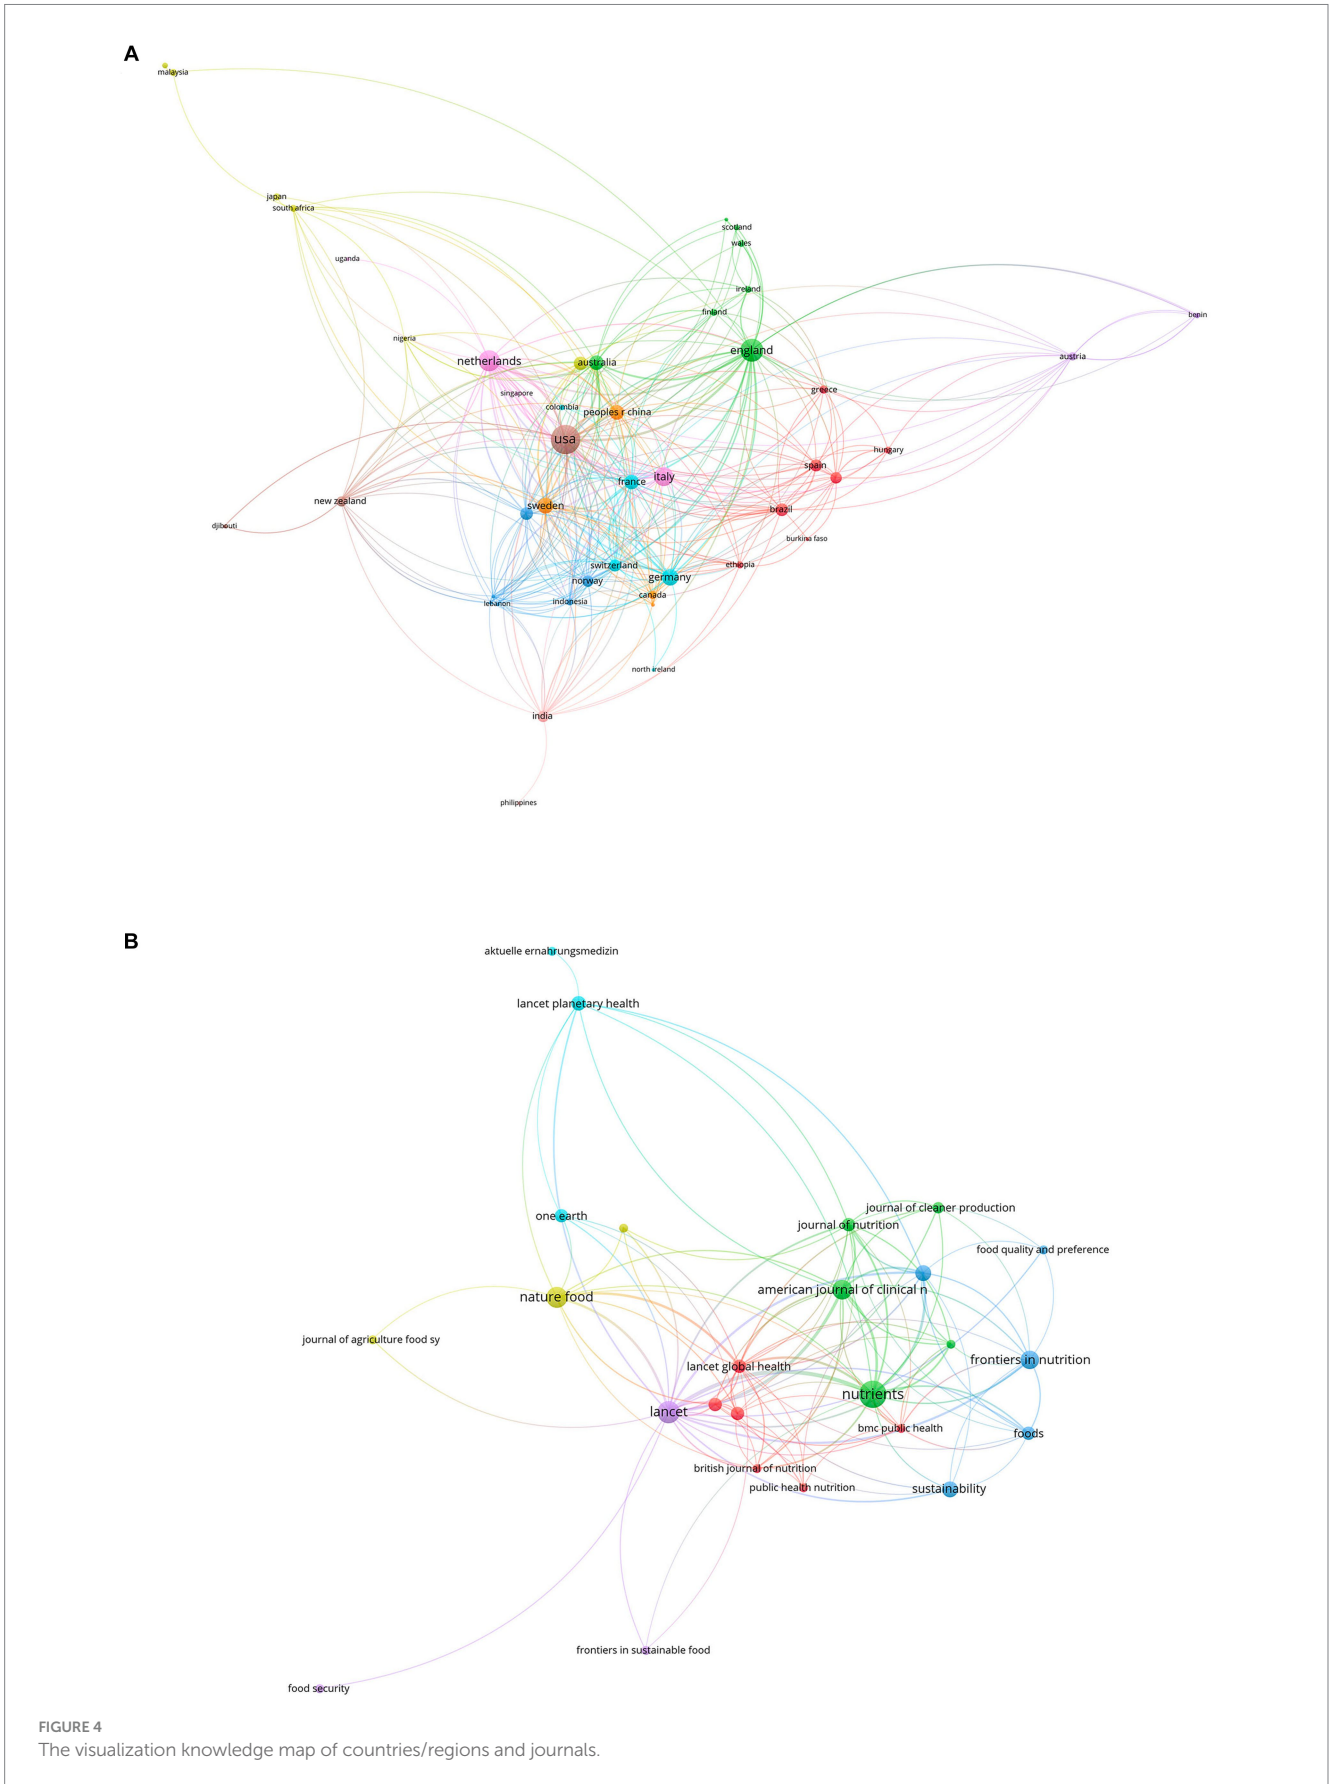 A
malaysia
japan
south africa
scotland
wales
uganda
ireland
finland
benin
nigeria
england
austria
netherlands
australia
singapore
greece
colombia
peoples r china
usa
hungary
spain
france
italy
new zealand
sweden
brazil
djibouti
burkina faso
switzerland
ethiopia
norway
germany
canada
lebanon
indonesia
north ireland
india
philippines
B
aktuelle ernahrungsmedizin
lancet planetary health
journal of cleaner production
one earth
journal of nutrition
food quality and preference
american journal of clinical n
nature food
journal of agriculture food sy
frontiers in nutrition
lancet global health
nutrients
lancet
bmc public health
foods
british journal of nutrition
public health nutrition
sustainability
frontiers in sustainable food
food security
FIGURE 4
The visualization knowledge map of countries/regions and journals.